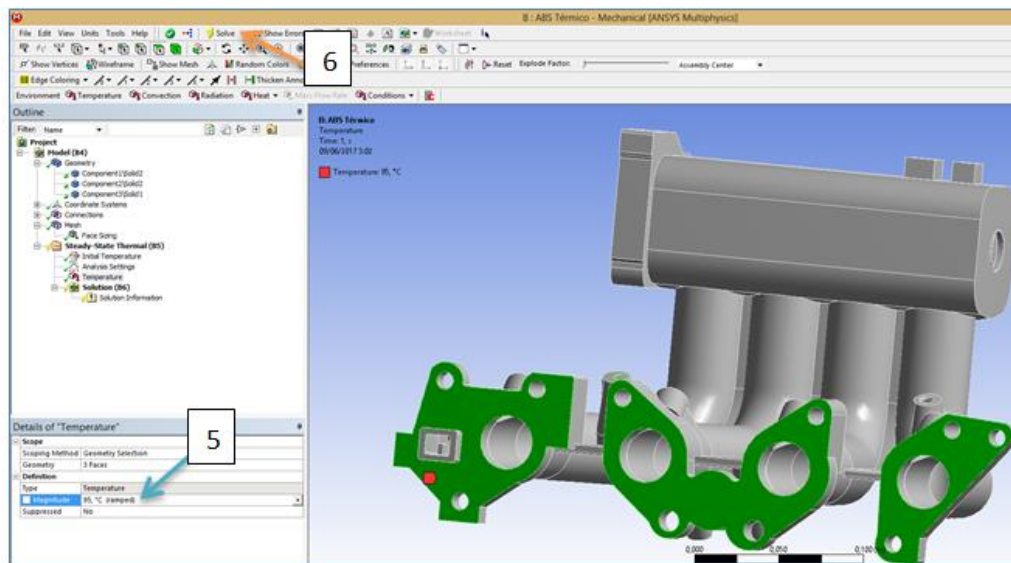 B : ABS Térmico - Mechanical [ANSYS Multiphysics]
File Edit View Units Tools Help Solve Show Errors Worksheet
6
Show Vertices Wireframe Show Mesh Random Colors Preferences Reset Explode Factor: Assembly Center
Edge Coloring Thicken
Environment Temperature Convection Radiation Heat Conditions
Outline
Filter: Name
Project
Model (B4)
Geometry
Component1\Solid2
Component2\Solid2
Component3\Solid1
Coordinate Systems
Connections
Mesh
Face Sizing
Steady-State Thermal (B5)
Initial Temperature
Analysis Settings
Temperature
Solution (B6)
Solution Information
B: ABS Térmico
Temperature
Time: 1, s
09/06/2017 3:02
Temperature: 95, °C
Details of "Temperature"
5
Scope
Scoping Method Geometry Selection
Geometry 3 Faces
Definition
Type Temperature
Magnitude 95, °C (ramped)
Suppressed No
0,000 0,050 0,100